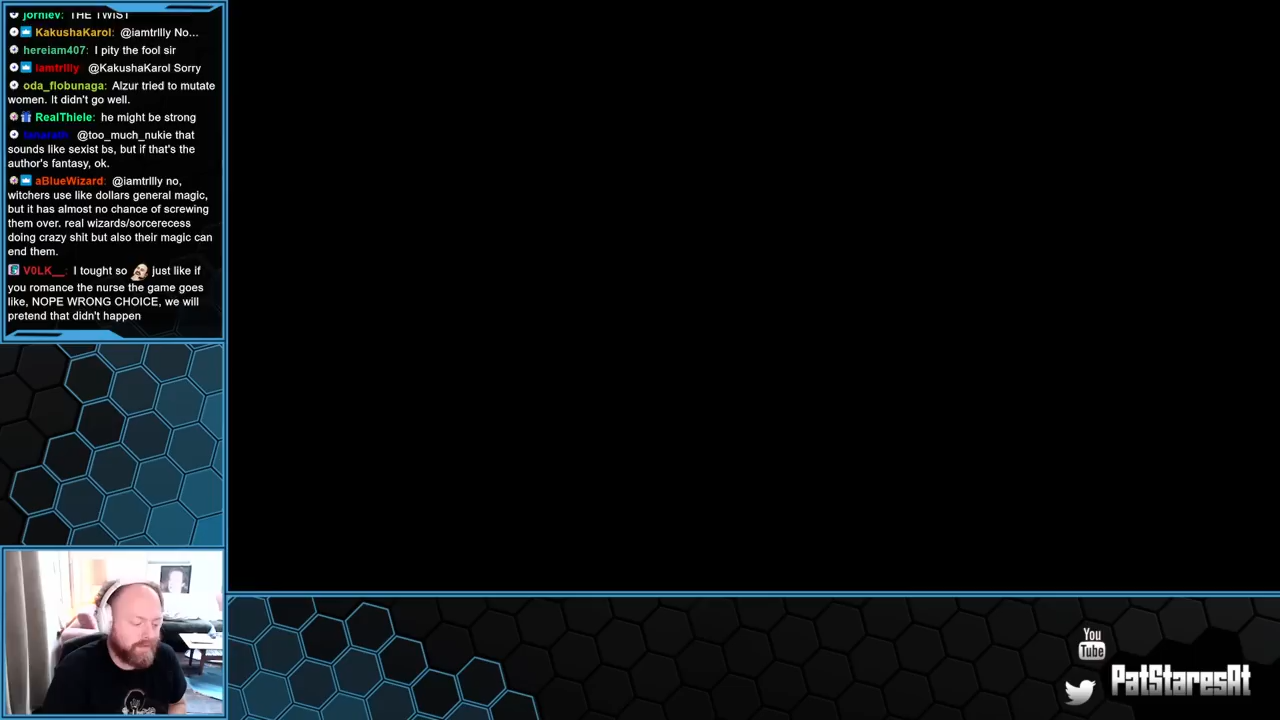 jorniev: THE TWIST
KakushaKarol: @iamtrllly No...
hereiam407: I pity the fool sir
iamtrllly @KakushaKarol Sorry
oda_flobunaga: Alzur tried to mutate
women. It didn't go well.
RealThiele: he might be strong
@too_much_nukie that
sounds like sexist bs, but if that's the
author's fantasy, ok.
aBlueWizard: @iamtrllly no,
witchers use like dollars general magic,
but it has almost no chance of screwing
them over. real wizards/sorcerecess
doing crazy shit but also their magic can
end them.
V0LK__: I tought so just like if
you romance the nurse the game goes
like, NOPE WRONG CHOICE, we will
pretend that didn't happen
You
Tube
PatStaresAt